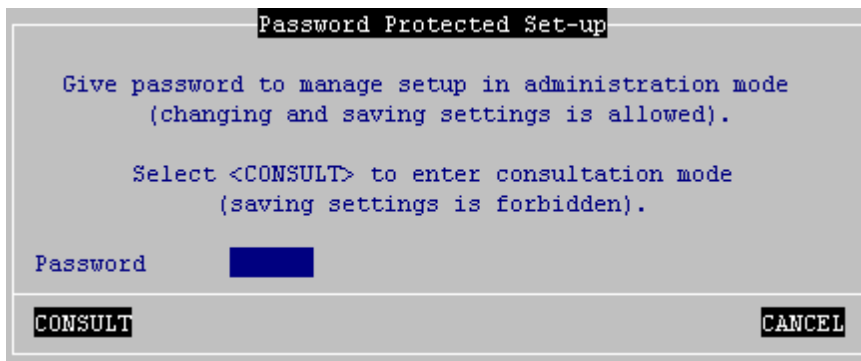 Password Protected Set-up
Give password to manage setup in administration mode
(changing and saving settings is allowed).
Select <CONSULT> to enter consultation mode
(saving settings is forbidden).
Password
CONSULT CANCEL